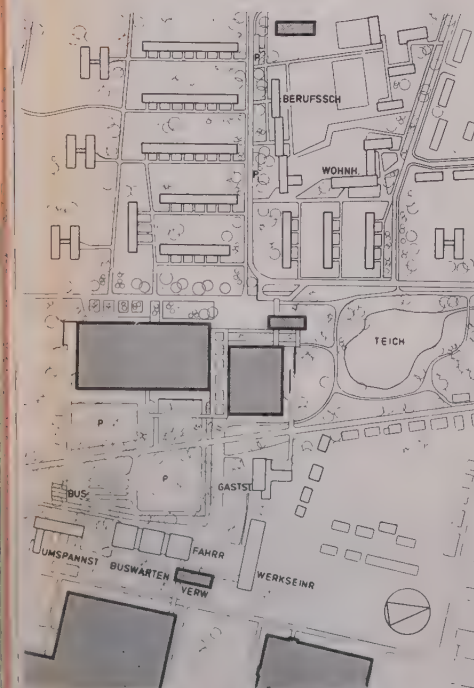 P
BERUFSSCH
P
WOHNH.
TEICH
P
P
GASTST.
BUS
FAHRR
UMSPANNST
BUSWARTEN
VERW
WERKSEINR